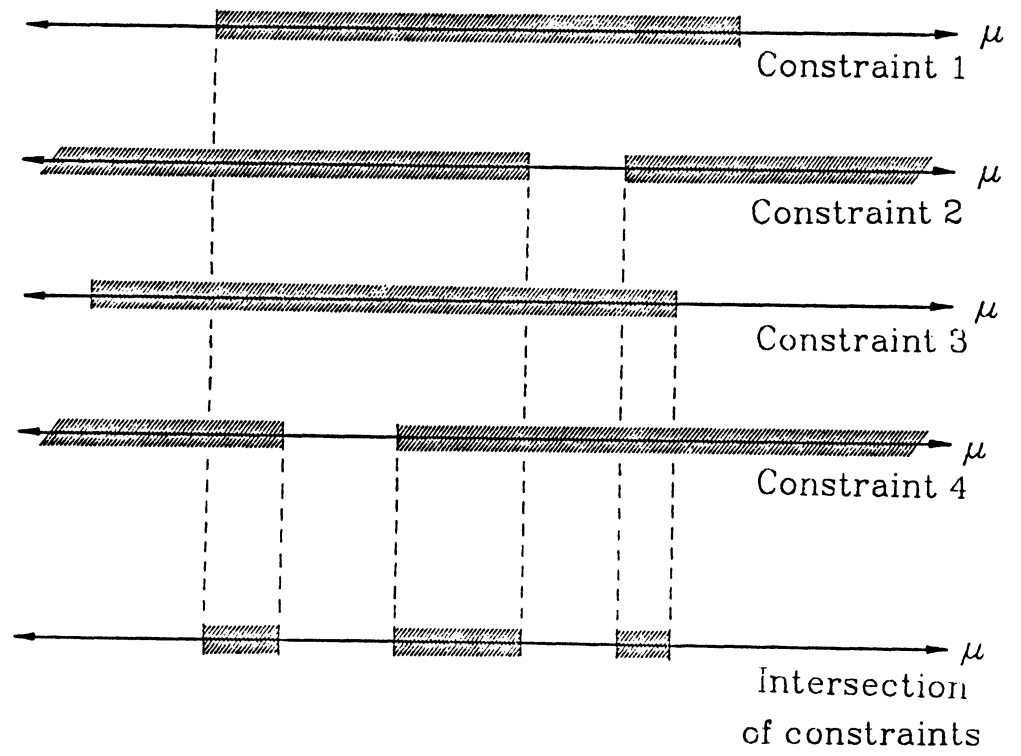 μ
Constraint 1
μ
Constraint 2
μ
Constraint 3
μ
Constraint 4
μ
Intersection
of constraints